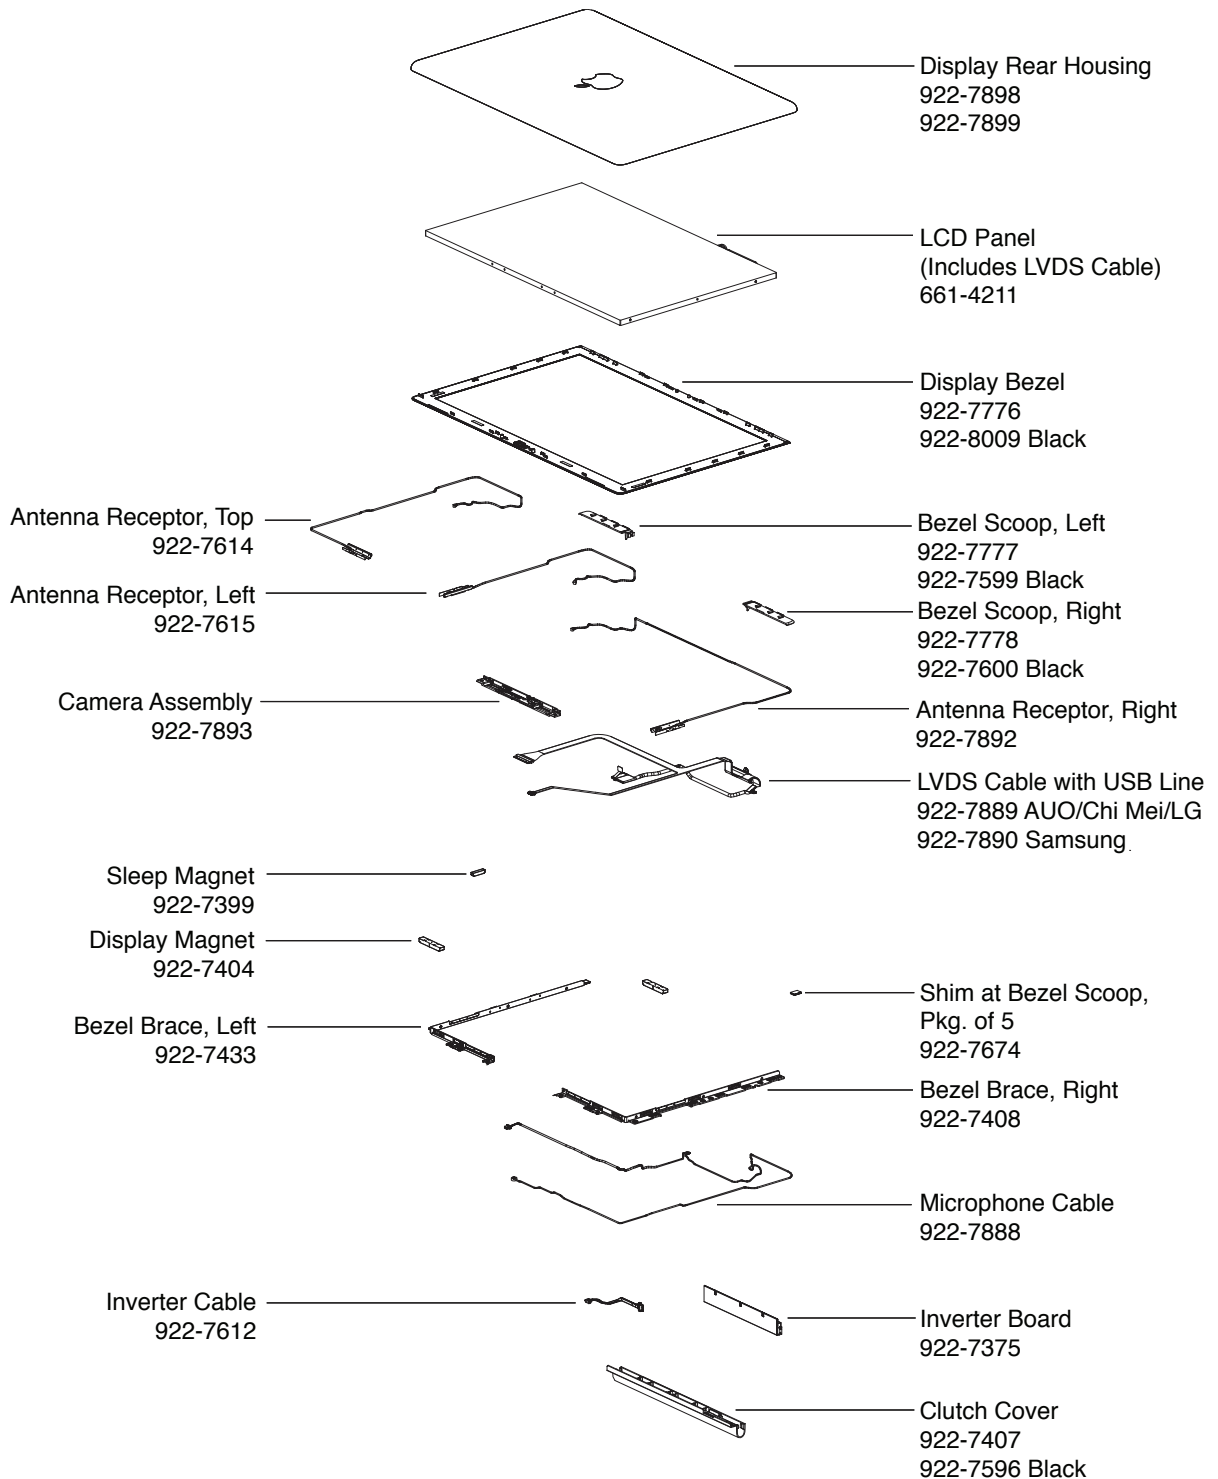 Display Rear Housing
922-7898
922-7899
LCD Panel
(Includes LVDS Cable)
661-4211
Display Bezel
922-7776
922-8009 Black
Antenna Receptor, Top
922-7614
Bezel Scoop, Left
922-7777
922-7599 Black
Antenna Receptor, Left
922-7615
Bezel Scoop, Right
922-7778
922-7600 Black
Camera Assembly
922-7893
Antenna Receptor, Right
922-7892
LVDS Cable with USB Line
922-7889 AUO/Chi Mei/LG
922-7890 Samsung
Sleep Magnet
922-7399
Display Magnet
922-7404
Shim at Bezel Scoop,
Pkg. of 5
922-7674
Bezel Brace, Left
922-7433
Bezel Brace, Right
922-7408
Microphone Cable
922-7888
Inverter Cable
922-7612
Inverter Board
922-7375
Clutch Cover
922-7407
922-7596 Black